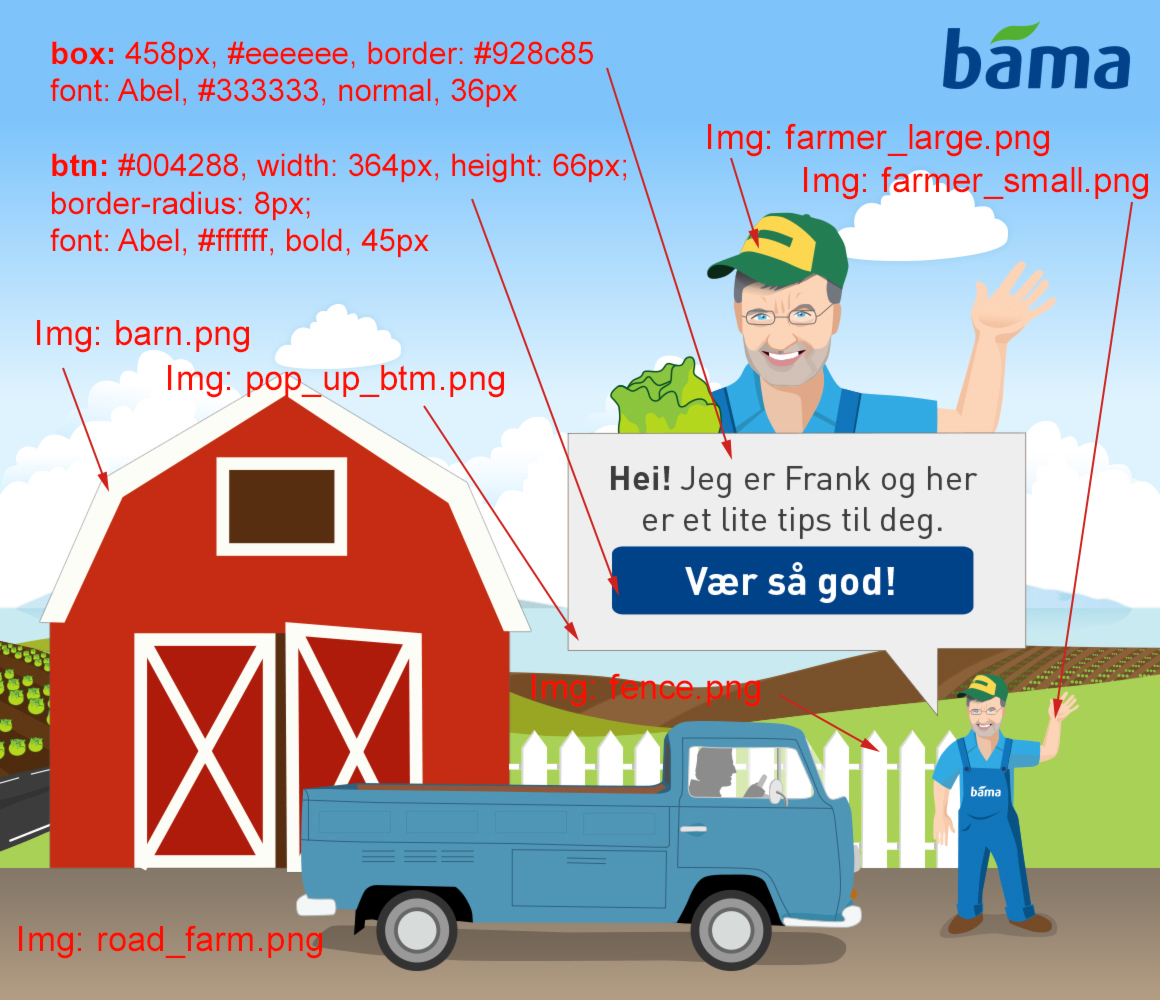 box: 458px, #eeeeee, border: #928c85
font: Abel, #333333, normal, 36px
bama
Img: farmer_large.png
btn: #004288, width: 364px, height: 66px;
border-radius: 8px;
font: Abel, #ffffff, bold, 45px
Img: farmer_small.png
Img: barn.png
Img: pop_up_btm.png
Hei! Jeg er Frank og her
er et lite tips til deg.
Vær så god!
Img: fence.png
bama
Img: road_farm.png